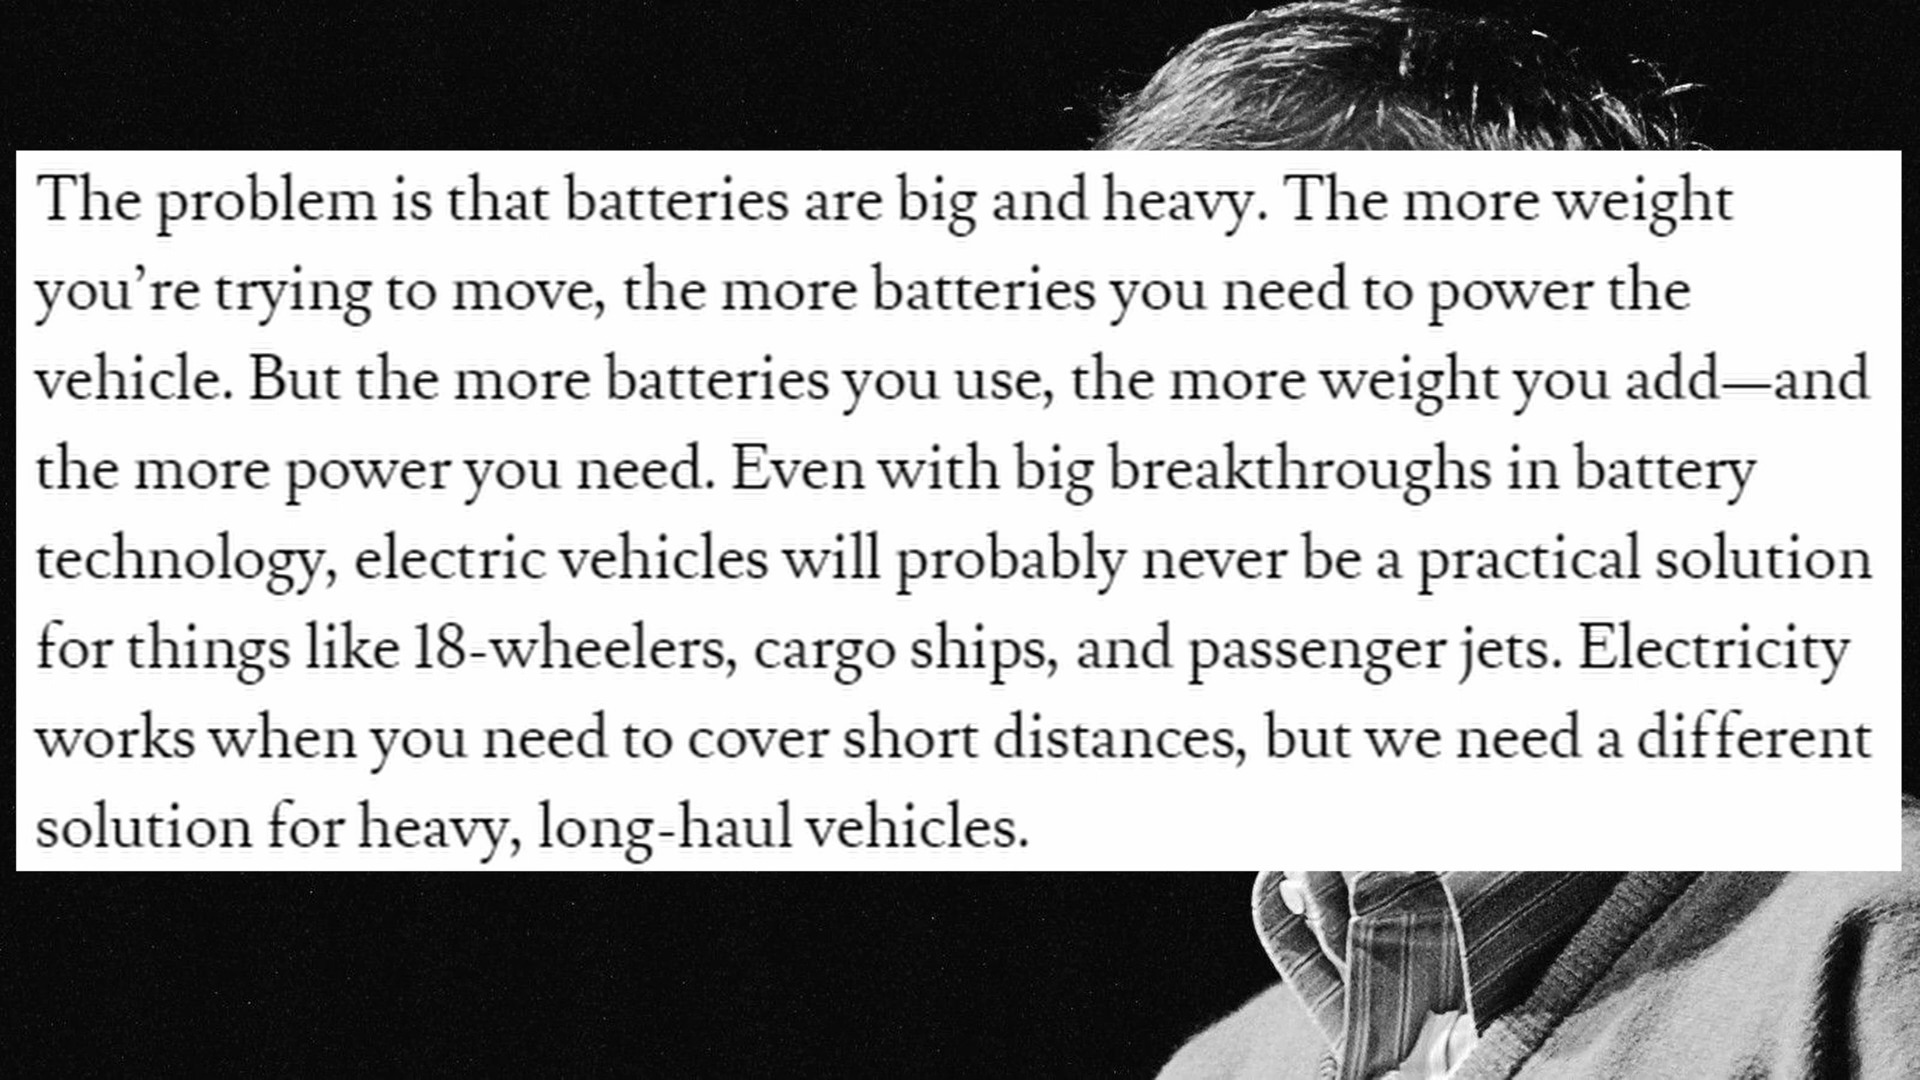 The problem is that batteries are big and heavy. The more weight
you’re trying to move, the more batteries you need to power the
vehicle. But the more batteries you use, the more weight you add—and
the more power you need. Even with big breakthroughs in battery
technology, electric vehicles will probably never be a practical solution
for things like 18-wheelers, cargo ships, and passenger jets. Electricity
works when you need to cover short distances, but we need a different
solution for heavy, long-haul vehicles.